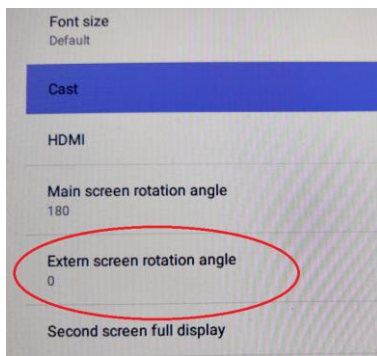 Font size
Default
Cast
HDMI
Main screen rotation angle
180
Extern screen rotation angle
0
Second screen full display